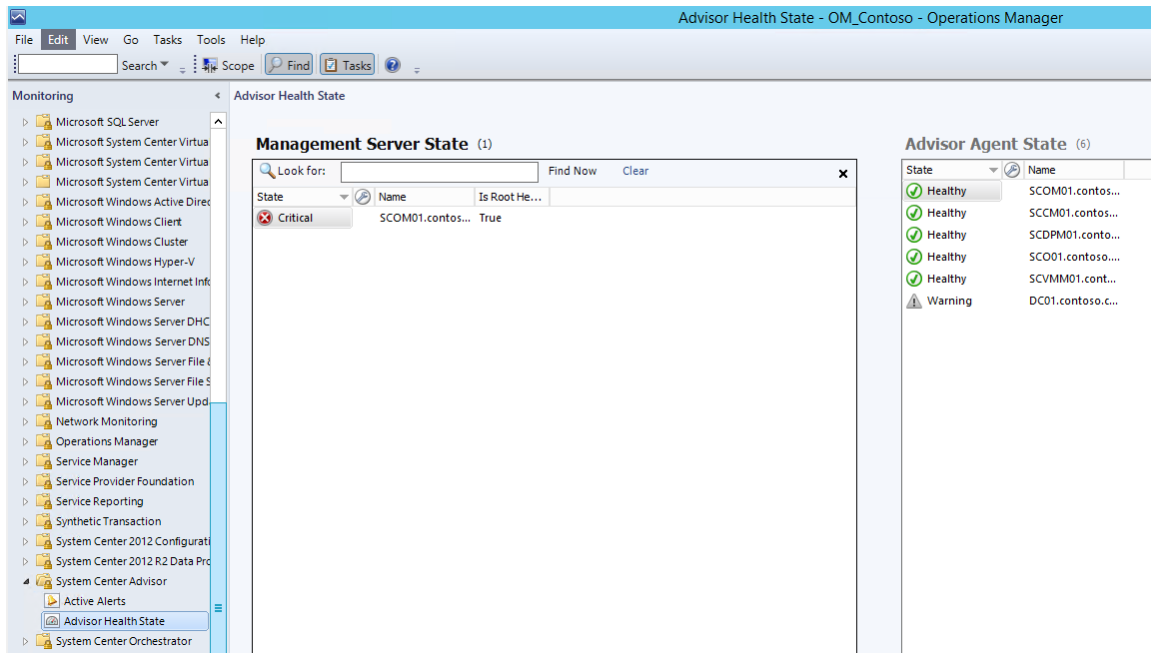 Advisor Health State - OM_Contoso - Operations Manager
File Edit View Go Tasks Tools Help
Search Scope Find Tasks
Monitoring
Microsoft SQL Server
Microsoft System Center Virtua
Microsoft System Center Virtua
Microsoft System Center Virtua
Microsoft Windows Active Direc
Microsoft Windows Client
Microsoft Windows Cluster
Microsoft Windows Hyper-V
Microsoft Windows Internet Info
Microsoft Windows Server
Microsoft Windows Server DHC
Microsoft Windows Server DNS
Microsoft Windows Server File &
Microsoft Windows Server File S
Microsoft Windows Server Upd
Network Monitoring
Operations Manager
Service Manager
Service Provider Foundation
Service Reporting
Synthetic Transaction
System Center 2012 Configurati
System Center 2012 R2 Data Pro
System Center Advisor
Active Alerts
Advisor Health State
System Center Orchestrator
Advisor Health State
Management Server State (1)
Look for: Find Now Clear
State Name Is Root He...
Critical SCOM01.contos... True
Advisor Agent State (6)
State Name
Healthy SCOM01.contos...
Healthy SCCM01.contos...
Healthy SCDPM01.conto...
Healthy SCO01.contoso....
Healthy SCVMM01.cont...
Warning DC01.contoso.c...